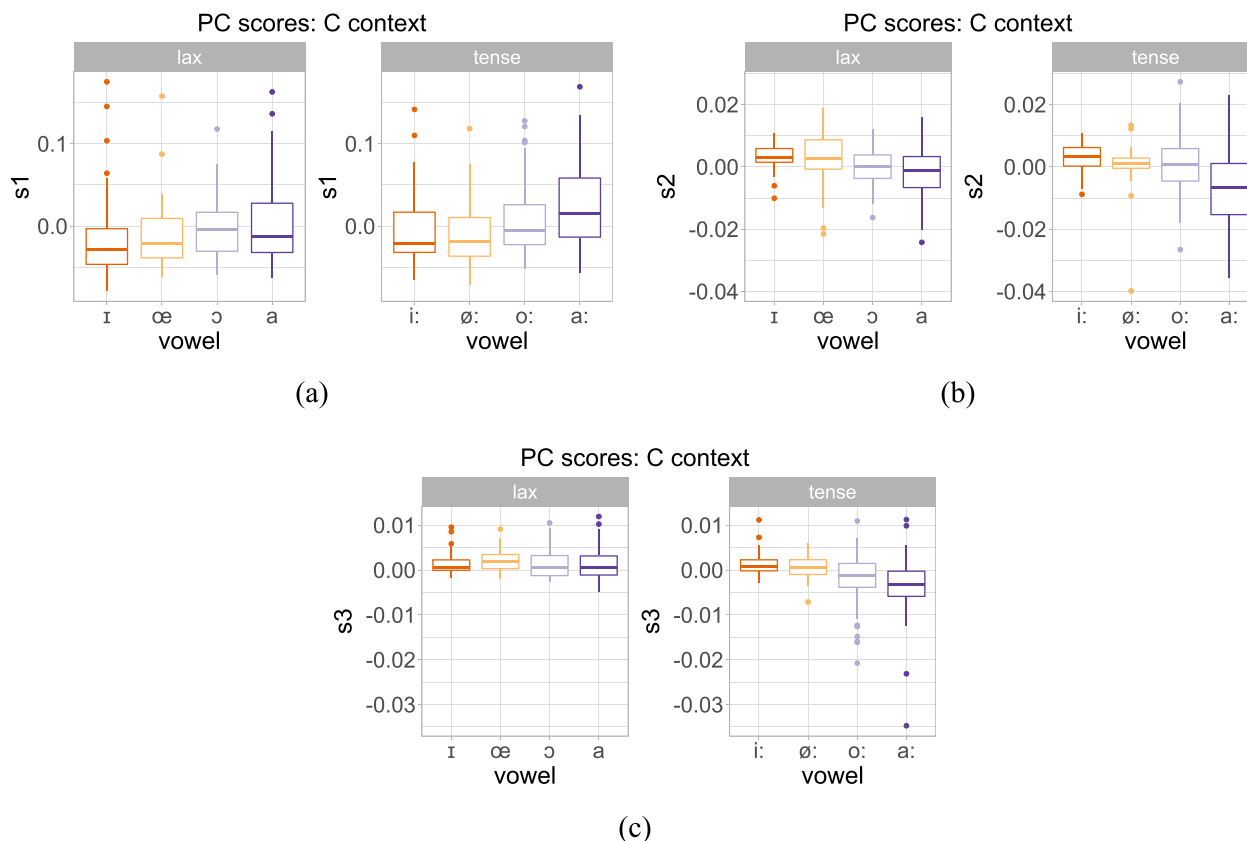 PC scores: C context
lax
tense
s1
0.1
0.0
ɪ œ ɔ a
vowel
s1
0.1
0.0
i: ø: o: a:
vowel
(a)
PC scores: C context
lax
tense
s2
0.02
0.00
-0.02
-0.04
ɪ œ ɔ a
vowel
s2
0.02
0.00
-0.02
-0.04
i: ø: o: a:
vowel
(b)
PC scores: C context
lax
tense
s3
0.01
0.00
-0.01
-0.02
-0.03
ɪ œ ɔ a
vowel
s3
0.01
0.00
-0.01
-0.02
-0.03
i: ø: o: a:
vowel
(c)